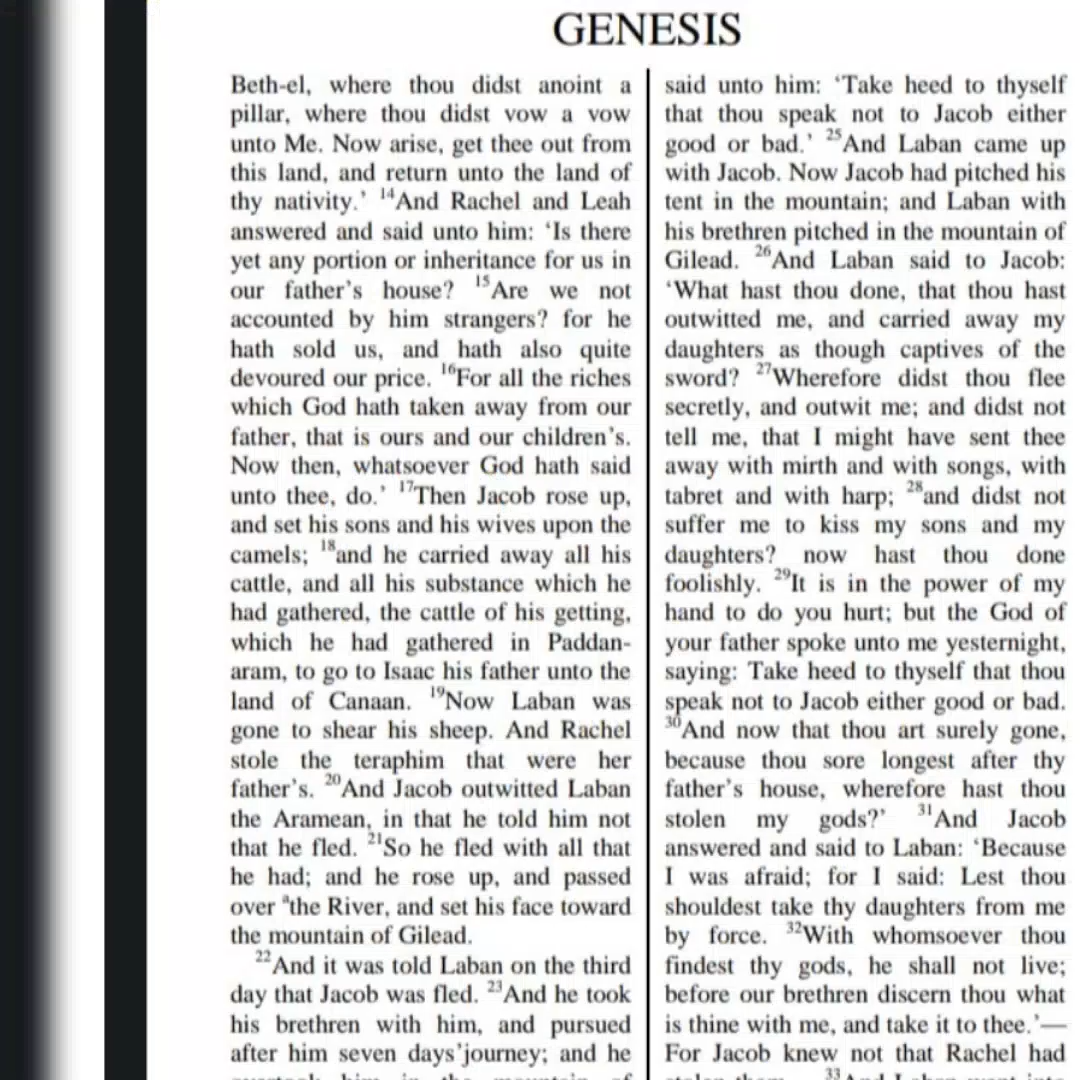 GENESIS
Beth-el, where thou didst anoint a
pillar, where thou didst vow a vow
unto Me. Now arise, get thee out from
this land, and return unto the land of
thy nativity.’ 14And Rachel and Leah
answered and said unto him: ‘Is there
yet any portion or inheritance for us in
our father’s house? 15Are we not
accounted by him strangers? for he
hath sold us, and hath also quite
devoured our price. 16For all the riches
which God hath taken away from our
father, that is ours and our children’s.
Now then, whatsoever God hath said
unto thee, do.’ 17Then Jacob rose up,
and set his sons and his wives upon the
camels; 18and he carried away all his
cattle, and all his substance which he
had gathered, the cattle of his getting,
which he had gathered in Paddan-
aram, to go to Isaac his father unto the
land of Canaan. 19Now Laban was
gone to shear his sheep. And Rachel
stole the teraphim that were her
father’s. 20And Jacob outwitted Laban
the Aramean, in that he told him not
that he fled. 21So he fled with all that
he had; and he rose up, and passed
over athe River, and set his face toward
the mountain of Gilead.
22And it was told Laban on the third
day that Jacob was fled. 23And he took
his brethren with him, and pursued
after him seven days’journey; and he
overtook him in the mountain of
said unto him: ‘Take heed to thyself
that thou speak not to Jacob either
good or bad.’ 25And Laban came up
with Jacob. Now Jacob had pitched his
tent in the mountain; and Laban with
his brethren pitched in the mountain of
Gilead. 26And Laban said to Jacob:
‘What hast thou done, that thou hast
outwitted me, and carried away my
daughters as though captives of the
sword? 27Wherefore didst thou flee
secretly, and outwit me; and didst not
tell me, that I might have sent thee
away with mirth and with songs, with
tabret and with harp; 28and didst not
suffer me to kiss my sons and my
daughters? now hast thou done
foolishly. 29It is in the power of my
hand to do you hurt; but the God of
your father spoke unto me yesternight,
saying: Take heed to thyself that thou
speak not to Jacob either good or bad.
30And now that thou art surely gone,
because thou sore longest after thy
father’s house, wherefore hast thou
stolen my gods?’ 31And Jacob
answered and said to Laban: ‘Because
I was afraid; for I said: Lest thou
shouldest take thy daughters from me
by force. 32With whomsoever thou
findest thy gods, he shall not live;
before our brethren discern thou what
is thine with me, and take it to thee.’—
For Jacob knew not that Rachel had
stolen them. 33And Laban went into